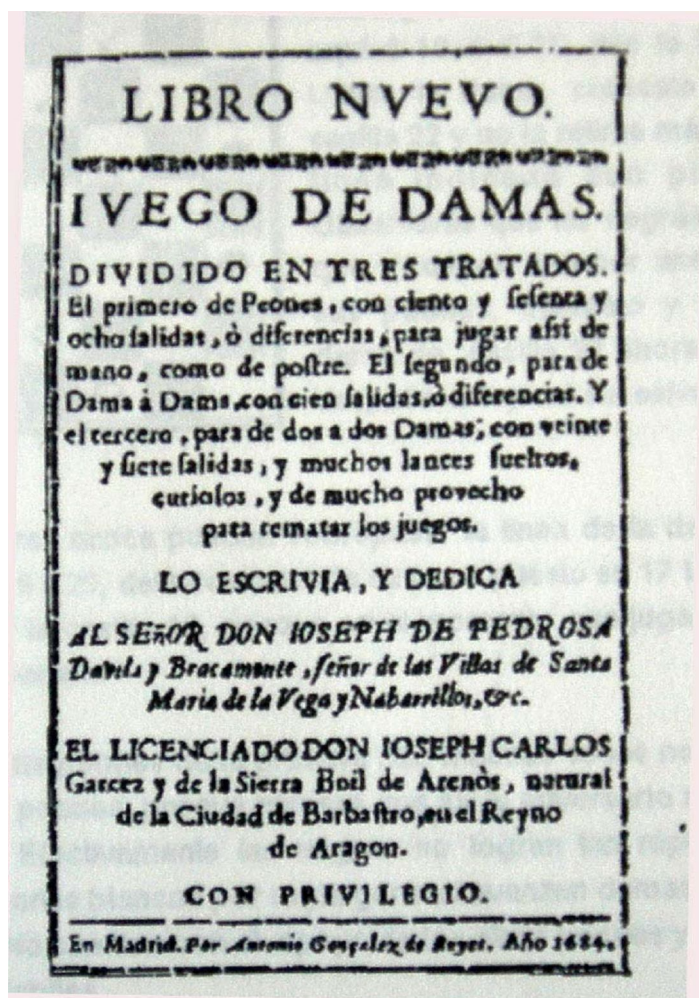 LIBRO NVEVO.
IVEGO DE DAMAS.
DIVIDIDO EN TRES TRATADOS.
El primero de Peones, con ciento y ſeſenta y
ocho ſalidas, ò diferencias, para jugar aſsi de
mano, como de poſtre. El ſegundo, para de
Dama à Dama, con cien ſalidas, ò diferencias. Y
el tercero, para de dos a dos Damas, con veinte
y ſiete ſalidas, y muchos lances ſueltos,
curioſos, y de mucho provecho
para rematar los juegos.
LO ESCRIVIA, Y DEDICA
AL SEñOR DON IOSEPH DE PEDROSA
Davila y Bracamonte, ſeñor de las Villas de Santa
Maria de la Vega y Nabarrillos, &c.
EL LICENCIADO DON IOSEPH CARLOS
Garcez y de la Sierra Boil de Arenòs, natural
de la Ciudad de Barbaſtro, en el Reyno
de Aragon.
CON PRIVILEGIO.
En Madrid. Por Antonio Gonçalez de Reyes. Año 1684.